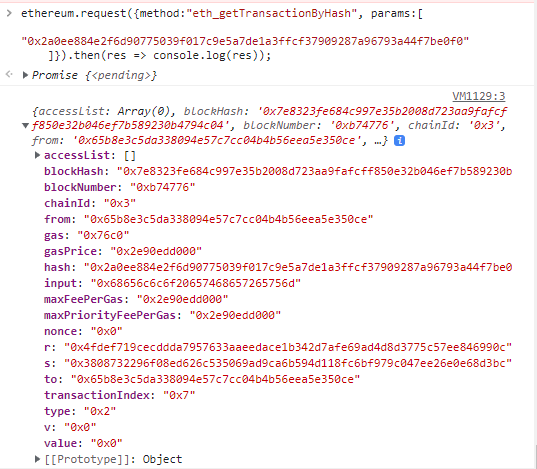 > ethereum.request({method:"eth_getTransactionByHash", params:[
"0x2a0ee884e2f6d90775039f017c9e5a7de1a3ffcf37909287a96793a44f7be0f0"
]}).then(res => console.log(res));
Promise {<pending>}
VM1129:3
{accessList: Array(0), blockHash: '0x7e8323fe684c997e35b2008d723aa9fafcf
f850e32b046ef7b589230b4794c04', blockNumber: '0xb74776', chainId: '0x3',
from: '0x65b8e3c5da338094e57c7cc04b4b56eea5e350ce', …}
accessList: []
blockHash: "0x7e8323fe684c997e35b2008d723aa9fafcff850e32b046ef7b589230b
blockNumber: "0xb74776"
chainId: "0x3"
from: "0x65b8e3c5da338094e57c7cc04b4b56eea5e350ce"
gas: "0x76c0"
gasPrice: "0x2e90edd000"
hash: "0x2a0ee884e2f6d90775039f017c9e5a7de1a3ffcf37909287a96793a44f7be0
input: "0x68656c6c6f20657468657265756d"
maxFeePerGas: "0x2e90edd000"
maxPriorityFeePerGas: "0x2e90edd000"
nonce: "0x0"
r: "0x4fdef719cecddda7957633aaeedace1b342d7afe69ad4d8d3775c57ee846990c"
s: "0x3808732296f08ed626c535069ad9ca6b594d118fc6bf979c047ee26e0e68d3bc"
to: "0x65b8e3c5da338094e57c7cc04b4b56eea5e350ce"
transactionIndex: "0x7"
type: "0x2"
v: "0x0"
value: "0x0"
[[Prototype]]: Object